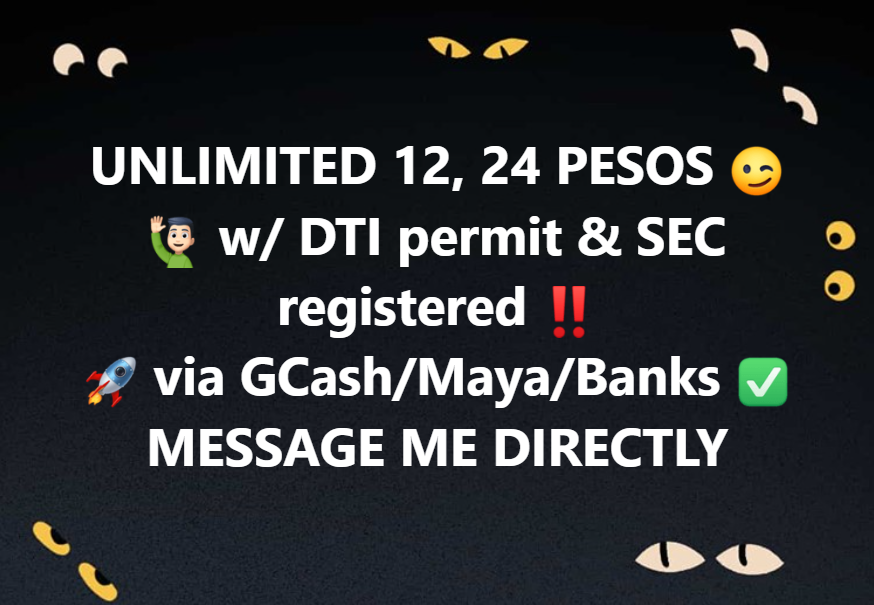 UNLIMITED 12, 24 PESOS 😉
🙋🏻‍♂️ w/ DTI permit & SEC
registered ‼️
🚀 via GCash/Maya/Banks ✅
MESSAGE ME DIRECTLY